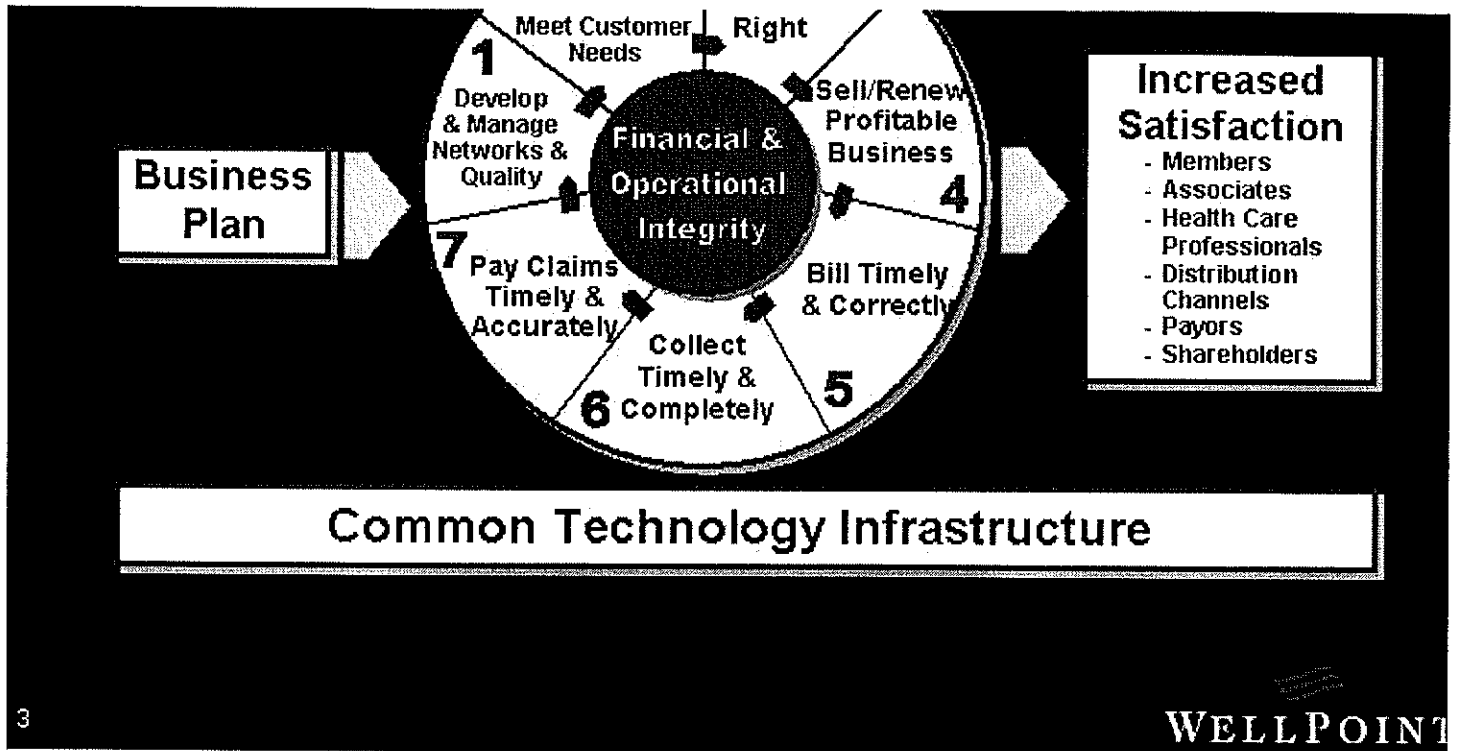 Meet Customer
Needs
Right
1
Develop
& Manage
Networks &
Quality
Financial &
Operational
Integrity
Sell/Renew
Profitable
Business
4
Business
Plan
7
Pay Claims
Timely &
Accurately
Bill Timely
& Correctly
5
Collect
Timely &
Completely
6
Increased
Satisfaction
- Members
- Associates
- Health Care
Professionals
- Distribution
Channels
- Payors
- Shareholders
Common Technology Infrastructure
3
WELLPOINT